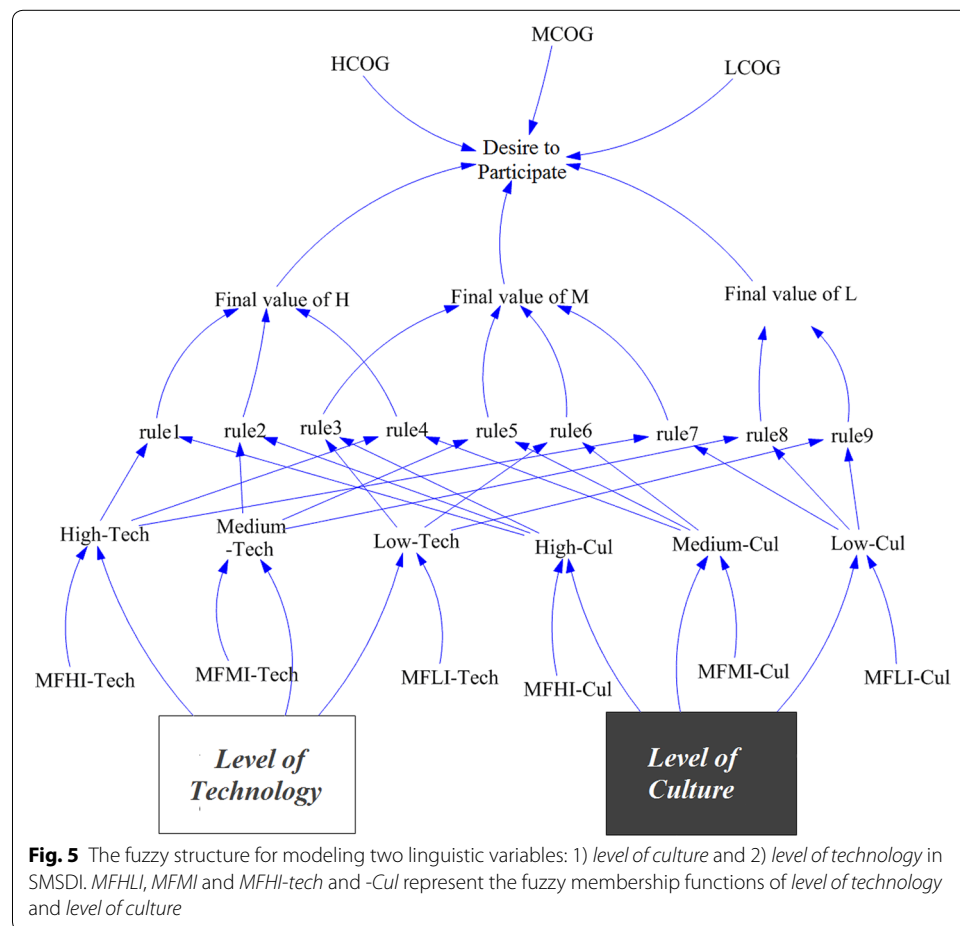 MCOG
HCOG
LCOG
Desire to
Participate
Final value of H
Final value of M
Final value of L
rule1
rule2
rule3
rule4
rule5
rule6
rule7
rule8
rule9
High-Tech
Medium
-Tech
Low-Tech
High-Cul
Medium-Cul
Low-Cul
MFHI-Tech
MFMI-Tech
MFLI-Tech
MFHI-Cul
MFMI-Cul
MFLI-Cul
Level of
Technology
Level of
Culture
Fig. 5 The fuzzy structure for modeling two linguistic variables: 1) level of culture and 2) level of technology in
SMSDI. MFHLI, MFMI and MFHI-tech and -Cul represent the fuzzy membership functions of level of technology
and level of culture